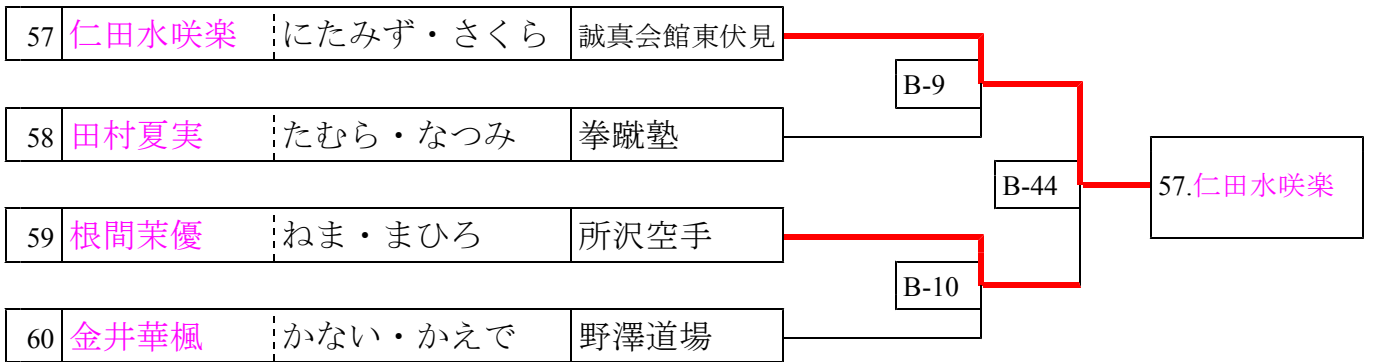 57 仁田水咲楽 にたみず・さくら 誠真会館東伏見
B-9
58 田村夏実 たむら・なつみ 拳蹴塾
B-44 57.仁田水咲楽
59 根間茉優 ねま・まひろ 所沢空手
B-10
60 金井華楓 かない・かえで 野澤道場